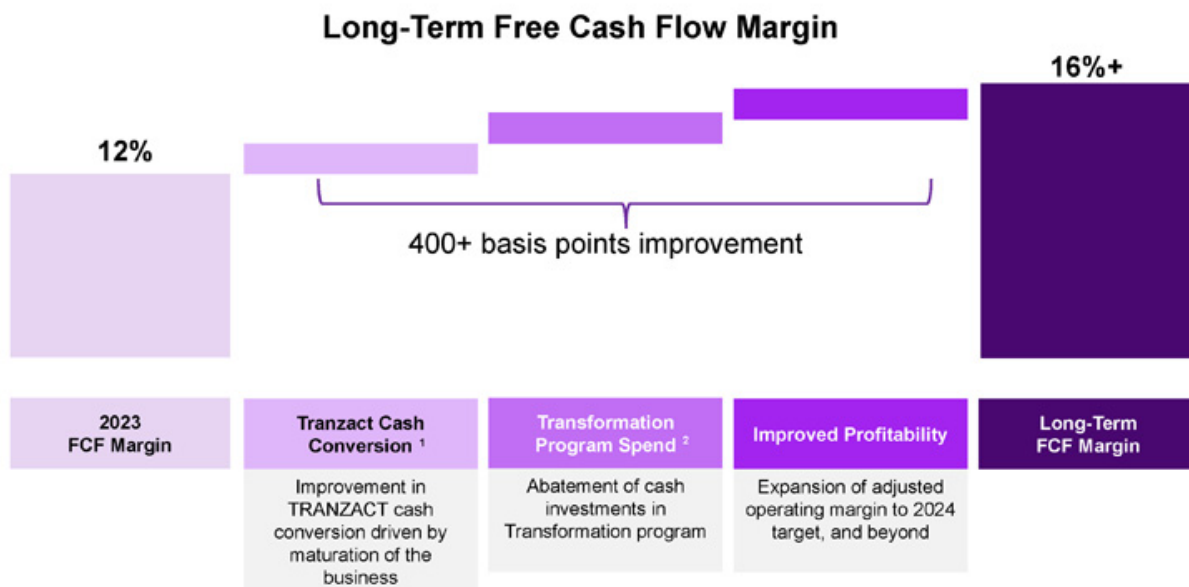 Long-Term Free Cash Flow Margin
16%+
12%
400+ basis points improvement
2023
FCF Margin
Tranzact Cash
Conversion ¹
Transformation
Program Spend ²
Improved Profitability
Long-Term
FCF Margin
Improvement in
TRANZACT cash
conversion driven by
maturation of the
business
Abatement of cash
investments in
Transformation program
Expansion of adjusted
operating margin to 2024
target, and beyond